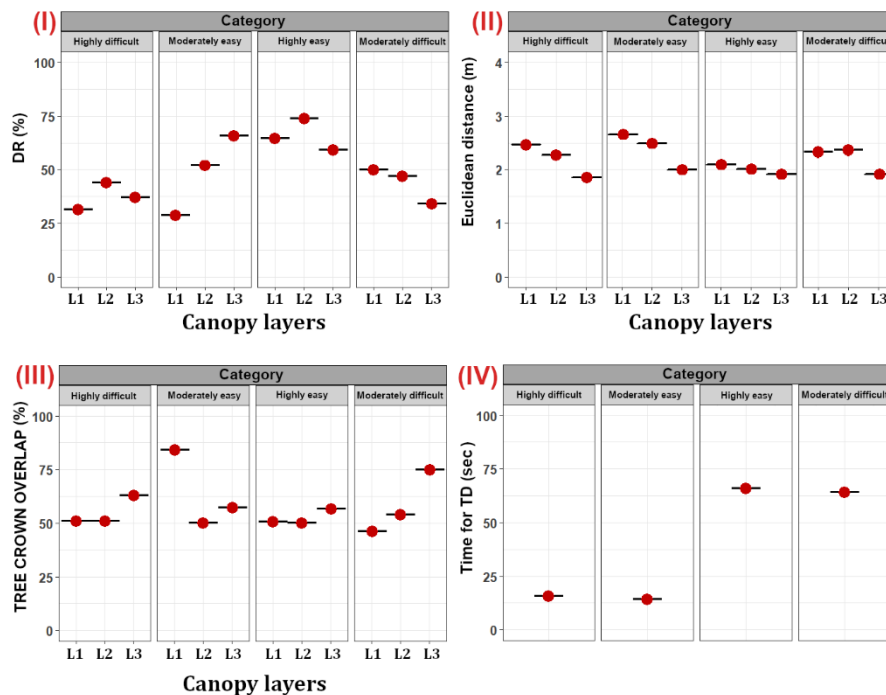 (I)
Category
Highly difficult Moderately easy Highly easy Moderately difficult
DR (%)
100
75
50
25
0
L1 L2 L3 L1 L2 L3 L1 L2 L3 L1 L2 L3
Canopy layers
(II)
Category
Highly difficult Moderately easy Highly easy Moderately difficult
Euclidean distance (m)
4
3
2
1
0
L1 L2 L3 L1 L2 L3 L1 L2 L3 L1 L2 L3
Canopy layers
(III)
Category
Highly difficult Moderately easy Highly easy Moderately difficult
TREE CROWN OVERLAP (%)
100
75
50
25
0
L1 L2 L3 L1 L2 L3 L1 L2 L3 L1 L2 L3
Canopy layers
(IV)
Category
Highly difficult Moderately easy Highly easy Moderately difficult
Time for TD (sec )
100
75
50
25
0